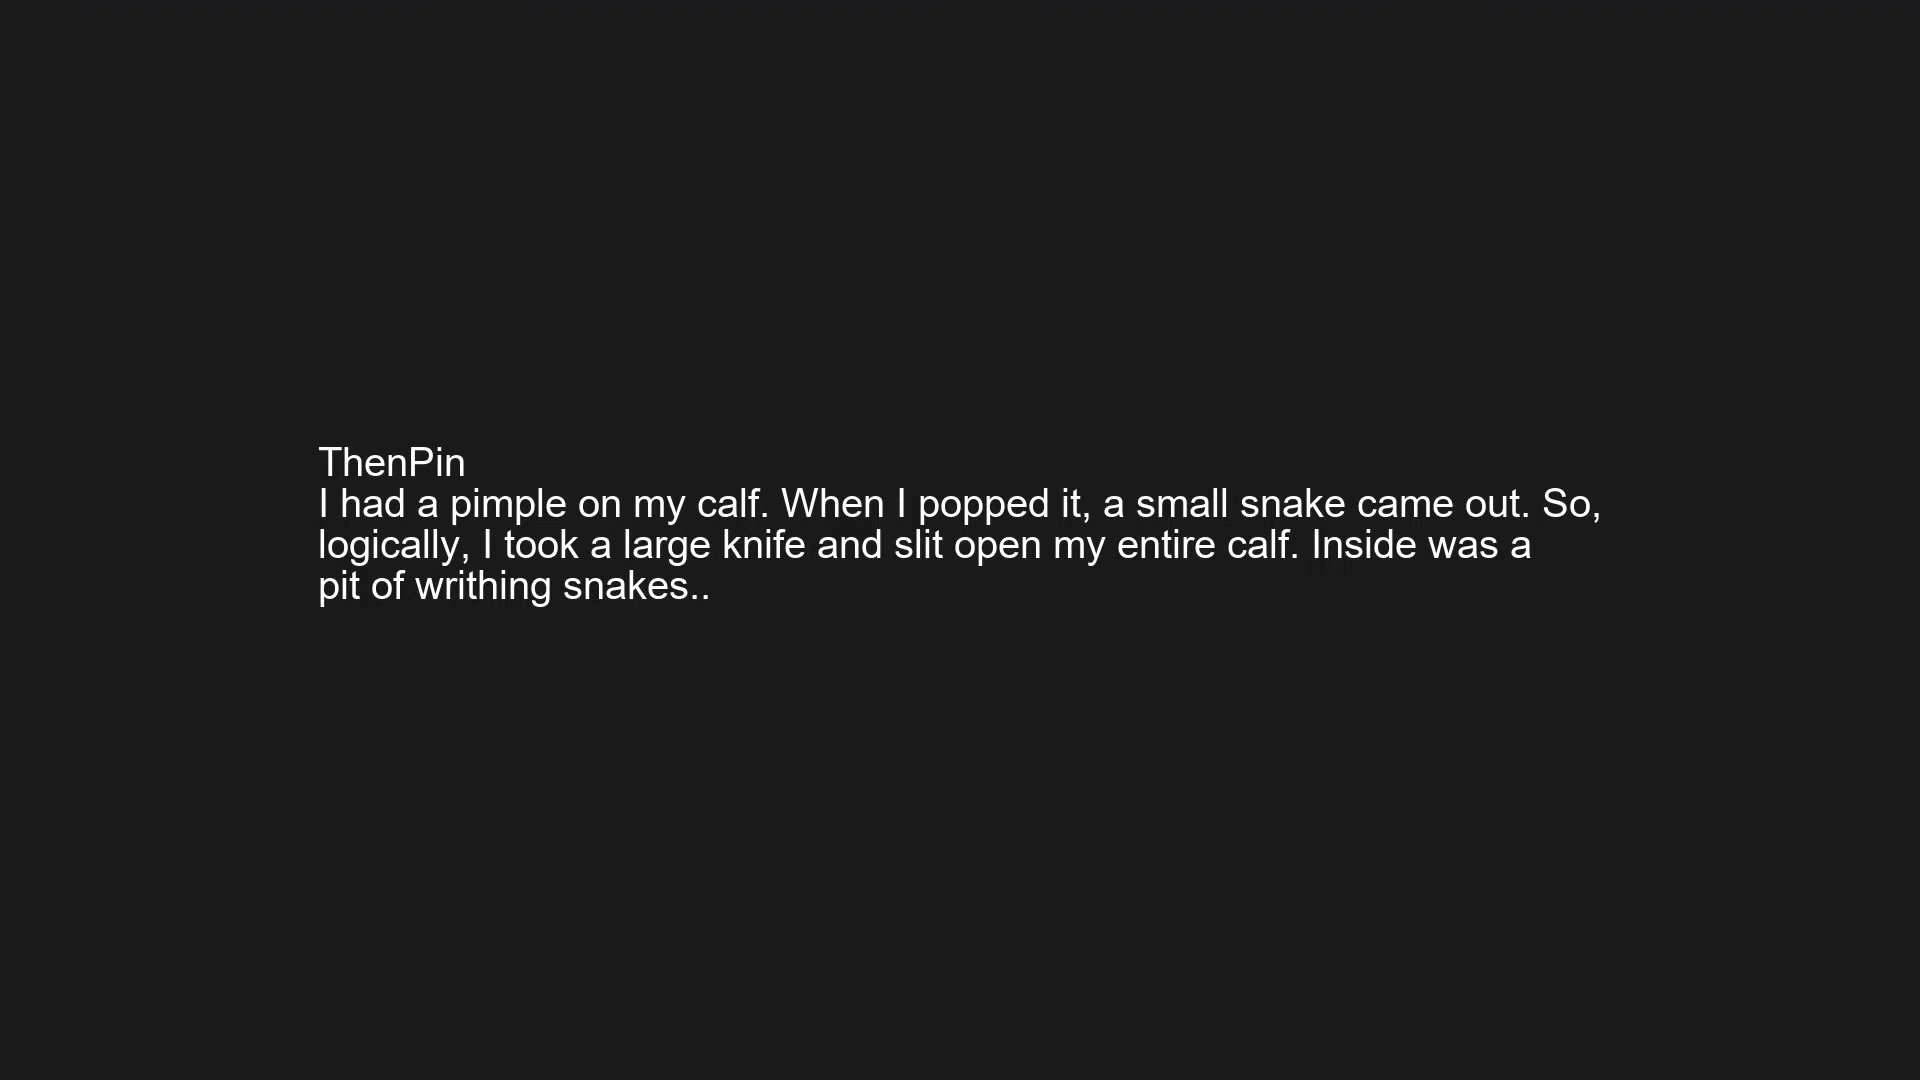 ThenPin
I had a pimple on my calf. When I popped it, a small snake came out. So,
logically, I took a large knife and slit open my entire calf. Inside was a
pit of writhing snakes..